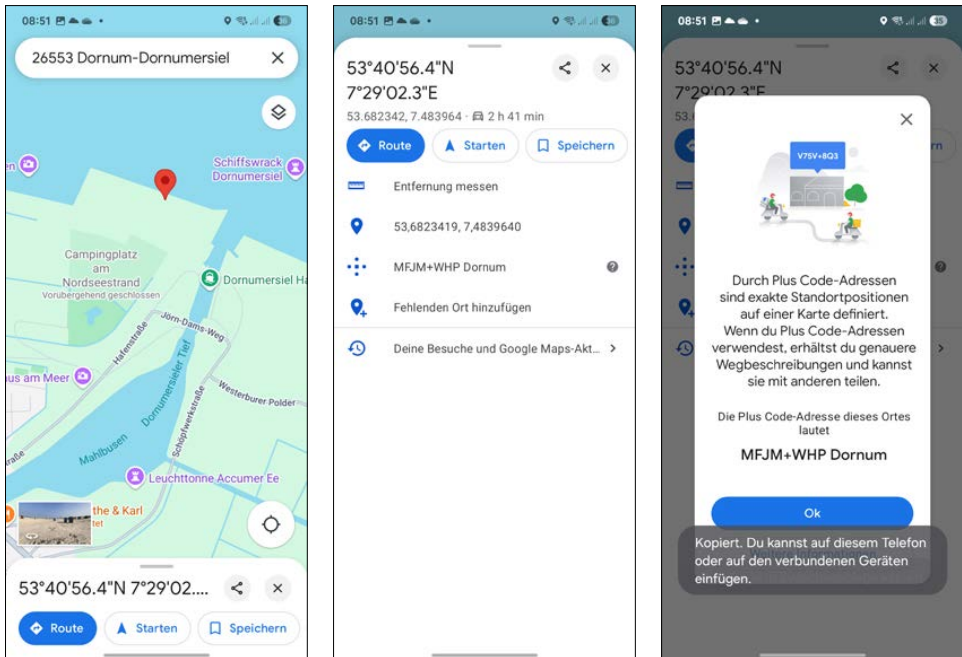 08:51
26553 Dornum-Dornumersiel
Schiffswrack
Dornumersiel
Campingplatz
am
Nordseestrand
Vorübergehend geschlossen
Dornumersiel Ha
Jörn-Dams-Weg
Hafenstraße
us am Meer
Dornumersieler Tief
Westerburer Polder
Schöpfwerkstraße
Mahlbusen
raße
Leuchttonne Accumer Ee
the & Karl
tet
53°40'56.4"N 7°29'02....
Route
Starten
Speichern
08:51
53°40'56.4"N
7°29'02.3"E
53.682342, 7.483964 · 2 h 41 min
Route
Starten
Speichern
Entfernung messen
53,6823419, 7,4839640
MFJM+WHP Dornum
Fehlenden Ort hinzufügen
Deine Besuche und Google Maps-Akt...
08:51
35
53°40'56.4"N
7°29'02.3"E
53.
rn
V75V+8Q3
Durch Plus Code-Adressen
sind exakte Standortpositionen
auf einer Karte definiert.
Wenn du Plus Code-Adressen
verwendest, erhältst du genauere
Wegbeschreibungen und kannst
sie mit anderen teilen.
Die Plus Code-Adresse dieses Ortes
lautet
MFJM+WHP Dornum
Ok
Weitere Informationen
Kopiert. Du kannst auf diesem Telefon
oder auf den verbundenen Geräten
einfügen.